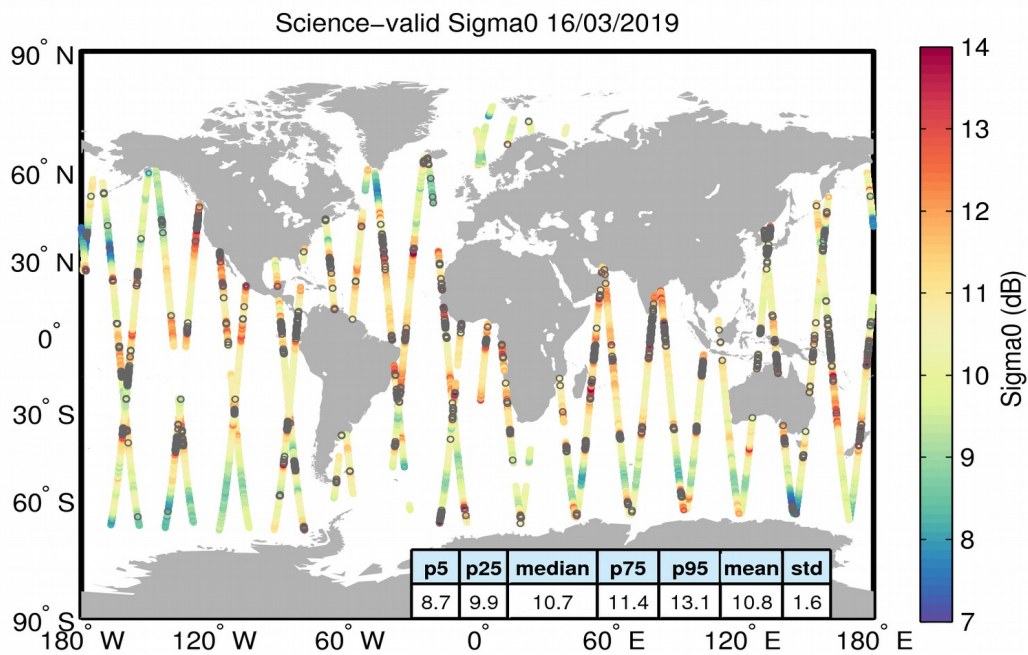 Science−valid Sigma0 16/03/2019
90° N
60° N
30° N
0°
30° S
60° S
90° S
180° W
120° W
60° W
0°
60° E
120° E
180° E
14
13
12
11
10
9
8
7
Sigma0 (dB)
p5 p25 median p75 p95 mean std
8.7 9.9 10.7 11.4 13.1 10.8 1.6